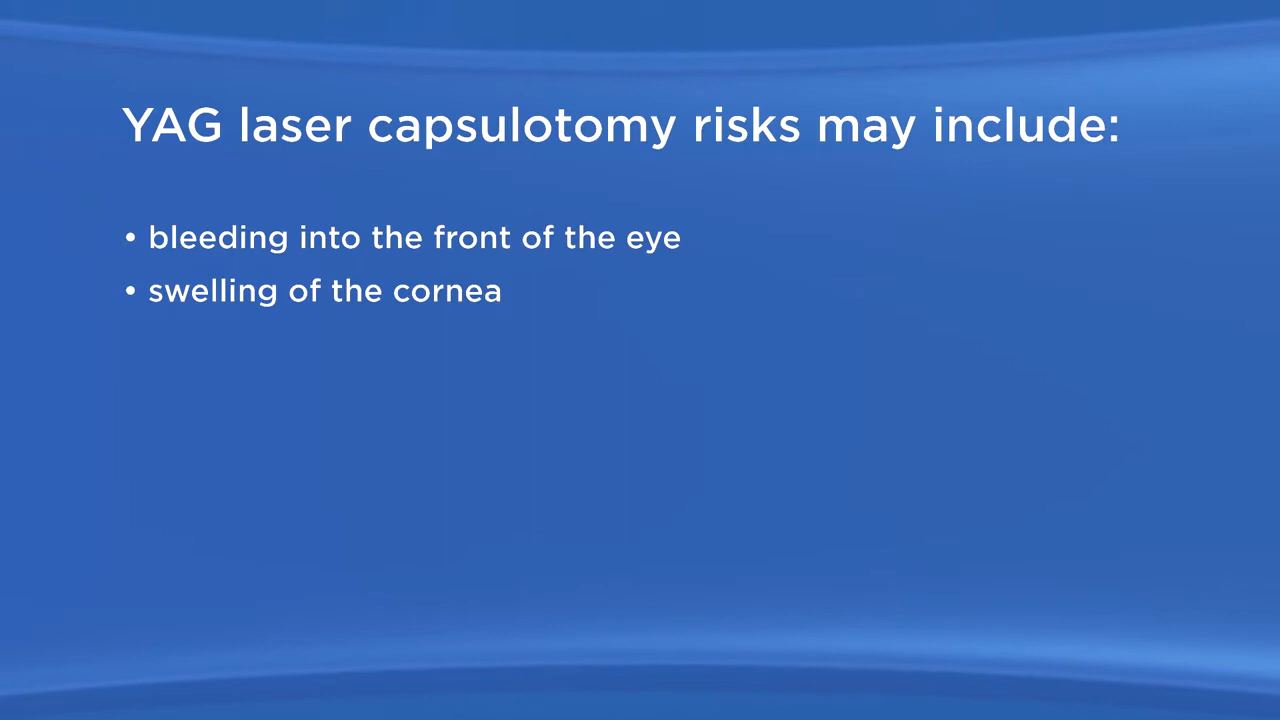 YAG laser capsulotomy risks may include:
• bleeding into the front of the eye
• swelling of the cornea